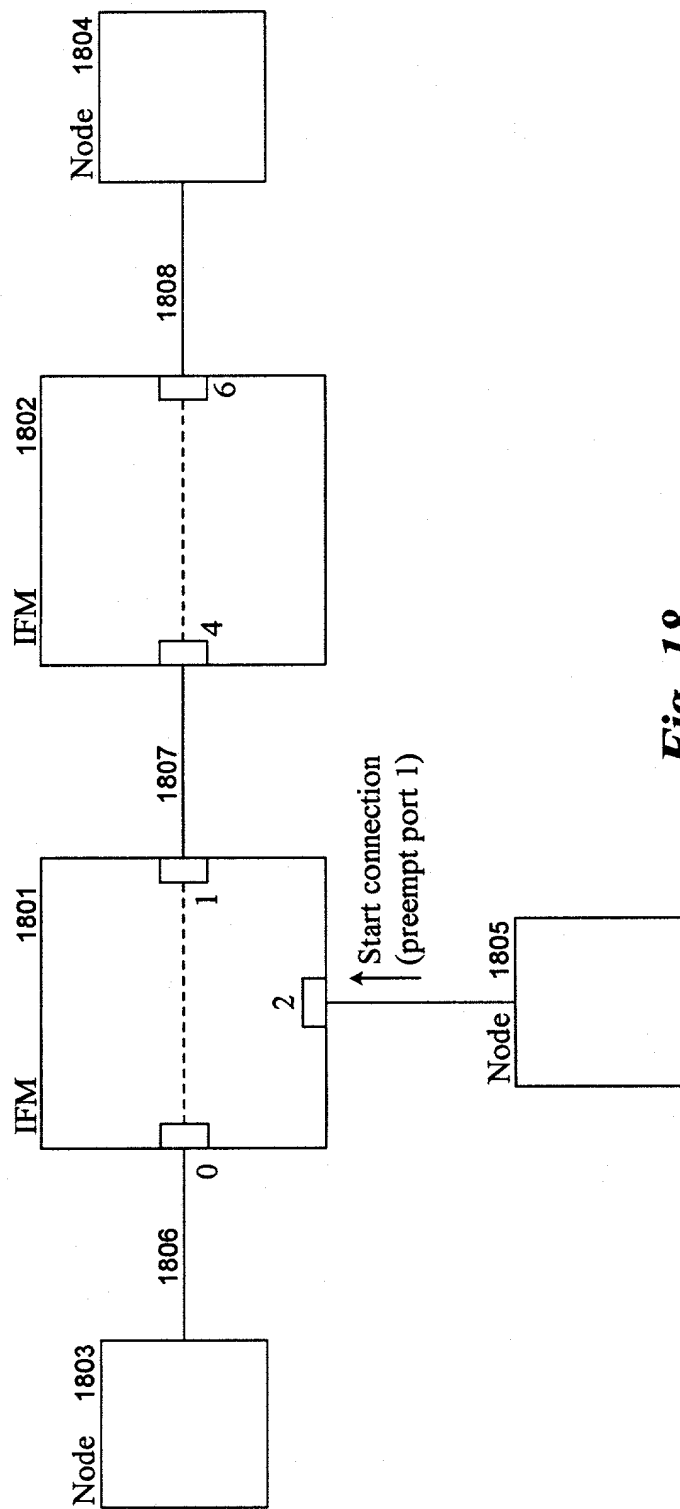 Node 1803
1806
IFM 1801
0
1
2
Start connection
(preempt port 1)
Node 1805
1807
IFM 1802
4
6
1808
Node 1804
Fig. 18